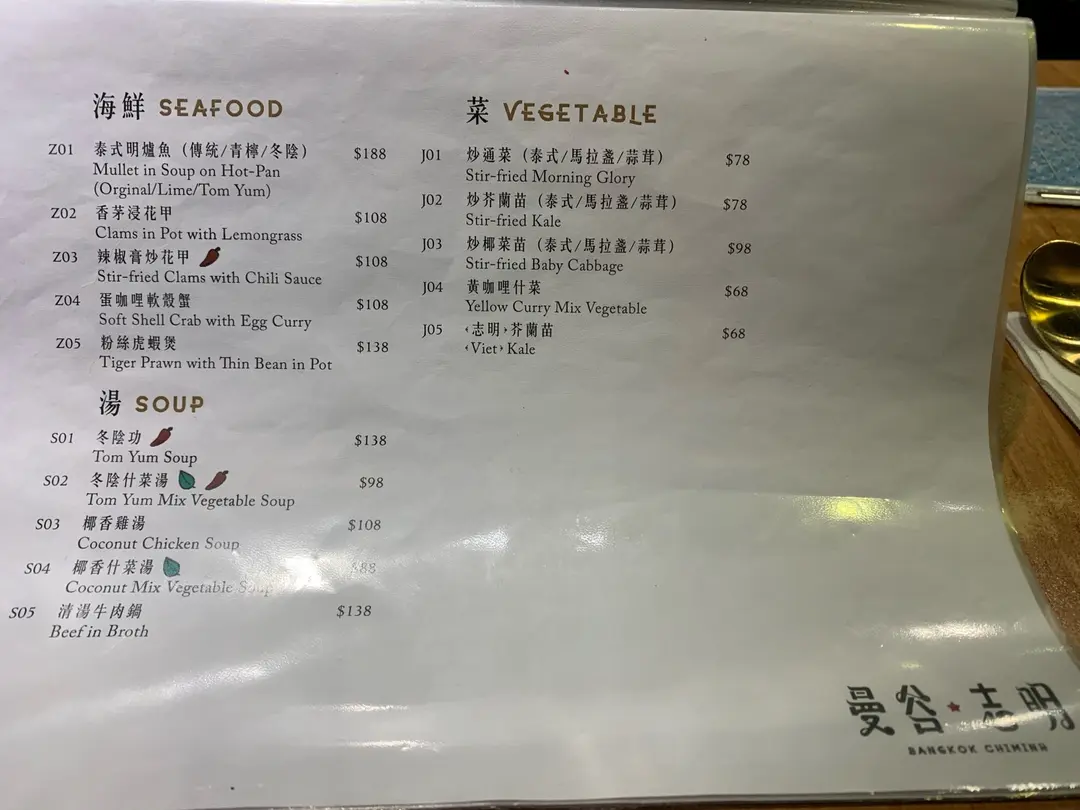 海鮮 SEAFOOD
Z01 泰式明爐魚（傳統/青檸/冬陰） $188
Mullet in Soup on Hot-Pan
(Orginal/Lime/Tom Yum)
Z02 香茅浸花甲 $108
Clams in Pot with Lemongrass
Z03 辣椒膏炒花甲 $108
Stir-fried Clams with Chili Sauce
Z04 蛋咖哩軟殼蟹 $108
Soft Shell Crab with Egg Curry
Z05 粉絲虎蝦煲 $138
Tiger Prawn with Thin Bean in Pot
湯 SOUP
S01 冬陰功 $138
Tom Yum Soup
S02 冬陰什菜湯 $98
Tom Yum Mix Vegetable Soup
S03 椰香雞湯 $108
Coconut Chicken Soup
S04 椰香什菜湯 $88
Coconut Mix Vegetable Soup
S05 清湯牛肉鍋 $138
Beef in Broth
菜 VEGETABLE
J01 炒通菜（泰式/馬拉盞/蒜茸） $78
Stir-fried Morning Glory
J02 炒芥蘭苗（泰式/馬拉盞/蒜茸） $78
Stir-fried Kale
J03 炒椰菜苗（泰式/馬拉盞/蒜茸） $98
Stir-fried Baby Cabbage
J04 黃咖哩什菜 $68
Yellow Curry Mix Vegetable
J05 ‹志明›芥蘭苗 $68
‹Viet› Kale
曼谷★志明
BANGKOK CHIMINH